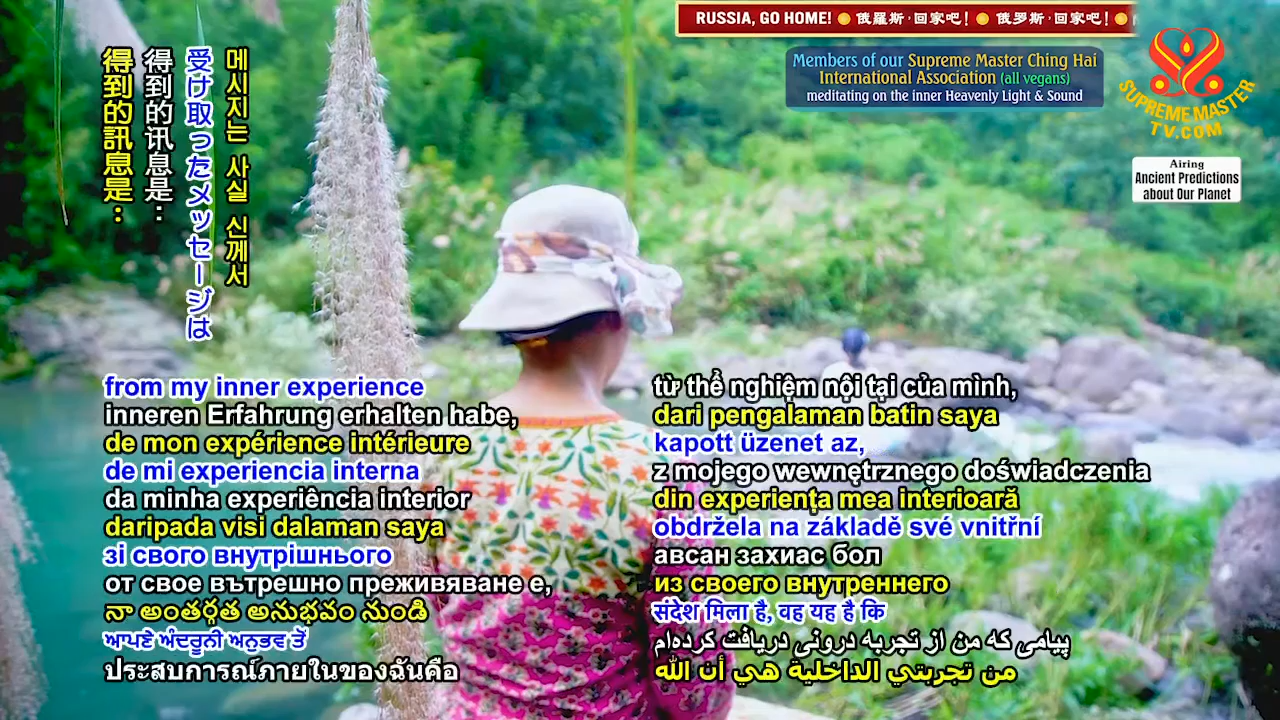 RUSSIA, GO HOME! 俄羅斯·回家吧! 俄罗斯·回家吧!
Members of our Supreme Master Ching Hai
International Association (all vegans)
meditating on the inner Heavenly Light & Sound
SUPREME MASTER
TV.COM
Airing
Ancient Predictions
about Our Planet
메시지는 사실 신께서
受け取ったメッセージは
得到的讯息是：
得到的訊息是：
from my inner experience
inneren Erfahrung erhalten habe,
de mon expérience intérieure
de mi experiencia interna
da minha experiência interior
daripada visi dalaman saya
зі свого внутрішнього
от свое вътрешно преживяване е,
నా అంతర్గత అనుభవం నుండి
ਆਪਣੇ ਅੰਦਰੂਨੀ ਅਨੁਭਵ ਤੋਂ
ประสบการณ์ภายในของฉันคือ
từ thể nghiệm nội tại của mình,
dari pengalaman batin saya
kapott üzenet az,
z mojego wewnętrznego doświadczenia
din experiența mea interioară
obdržela na základě své vnitřní
авсан захиас бол
из своего внутреннего
संदेश मिला है, वह यह है कि
پیامی که من از تجربه درونی دریافت کرده‌ام
من تجربتي الداخلية هي أن الله